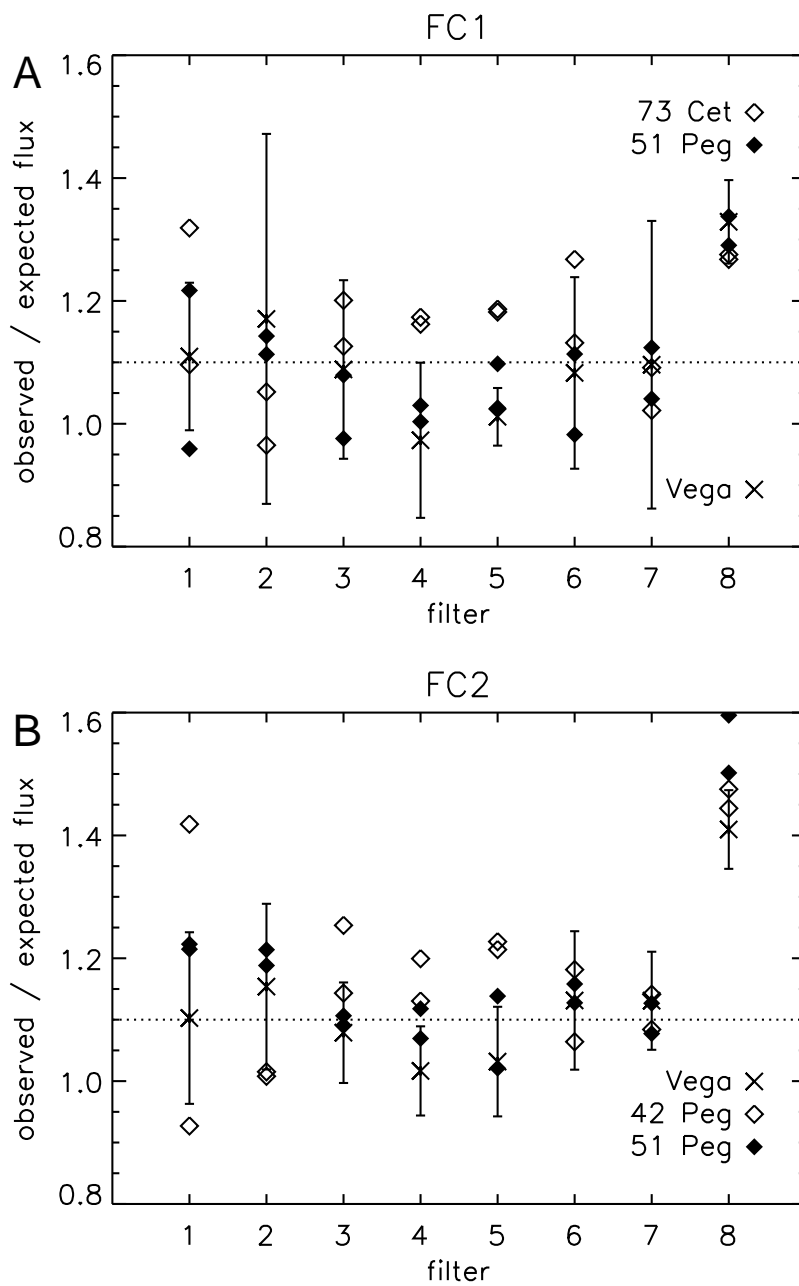 FC1
A
1.6
73 Cet
51 Peg
1.4
1.2
1.0
Vega
0.8
observed / expected flux
1 2 3 4 5 6 7 8
filter
FC2
B
1.6
1.4
1.2
1.0
Vega
42 Peg
51 Peg
0.8
observed / expected flux
1 2 3 4 5 6 7 8
filter